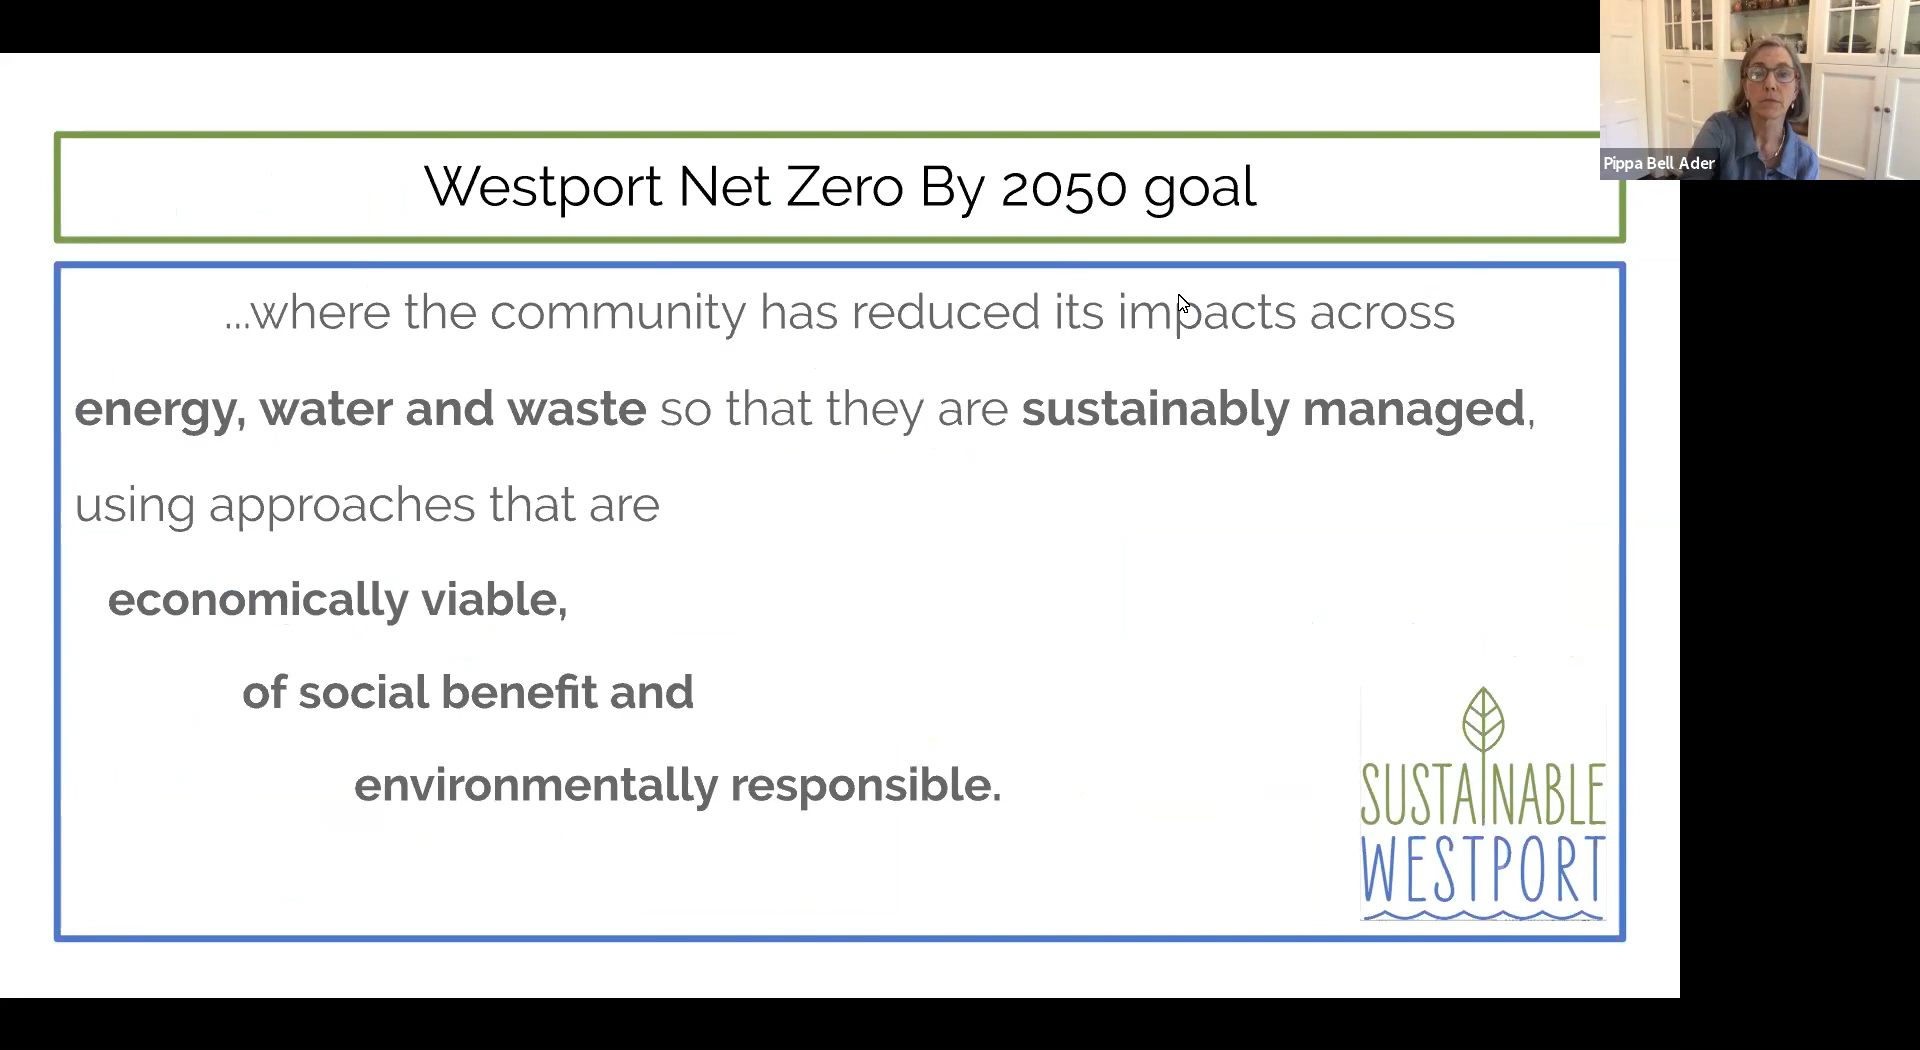 Pippa Bell Ader
Westport Net Zero By 2050 goal
...where the community has reduced its impacts across
energy, water and waste so that they are sustainably managed,
using approaches that are
economically viable,
of social benefit and
environmentally responsible.
SUSTAINABLE
WESTPORT